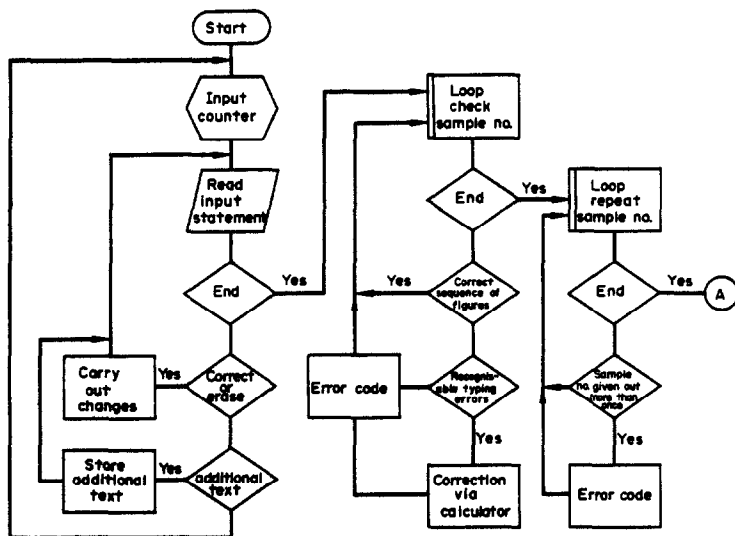 Start
Input
counter
Read
input
statement
End
Yes
Correct
or
erase
Yes
Carry
out
changes
additional
text
Yes
Store
additional
text
Loop
check
sample no.
End
Yes
Correct
sequence of
figures
Yes
Recognis-
able typing
errors
Error code
Yes
Correction
via
calculator
Loop
repeat
sample no.
End
Yes
A
Sample
no. given out
more than
once
Yes
Error code